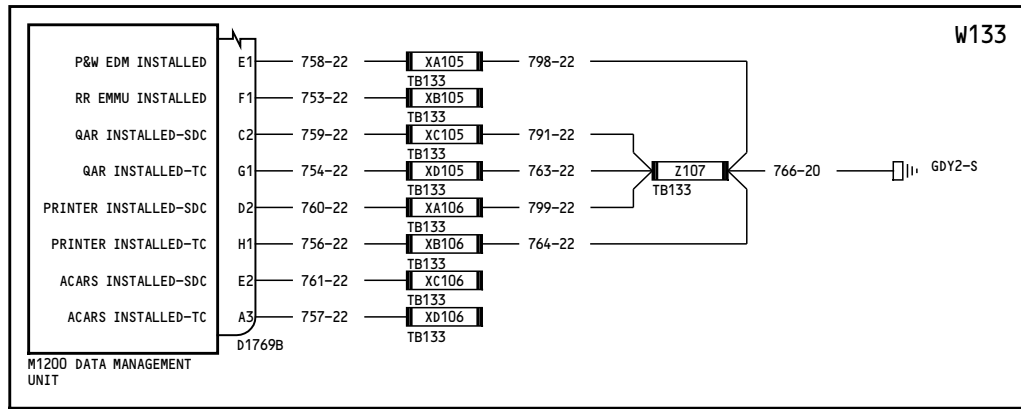 W133
P&W EDM INSTALLED E1 758-22 XA105 798-22
TB133
RR EMMU INSTALLED F1 753-22 XB105
TB133
QAR INSTALLED-SDC C2 759-22 XC105 791-22
TB133
QAR INSTALLED-TC G1 754-22 XD105 763-22 Z107 766-20 GDY2-S
TB133 TB133
PRINTER INSTALLED-SDC D2 760-22 XA106 799-22
TB133
PRINTER INSTALLED-TC H1 756-22 XB106 764-22
TB133
ACARS INSTALLED-SDC E2 761-22 XC106
TB133
ACARS INSTALLED-TC A3 757-22 XD106
TB133
D1769B
M1200 DATA MANAGEMENT
UNIT